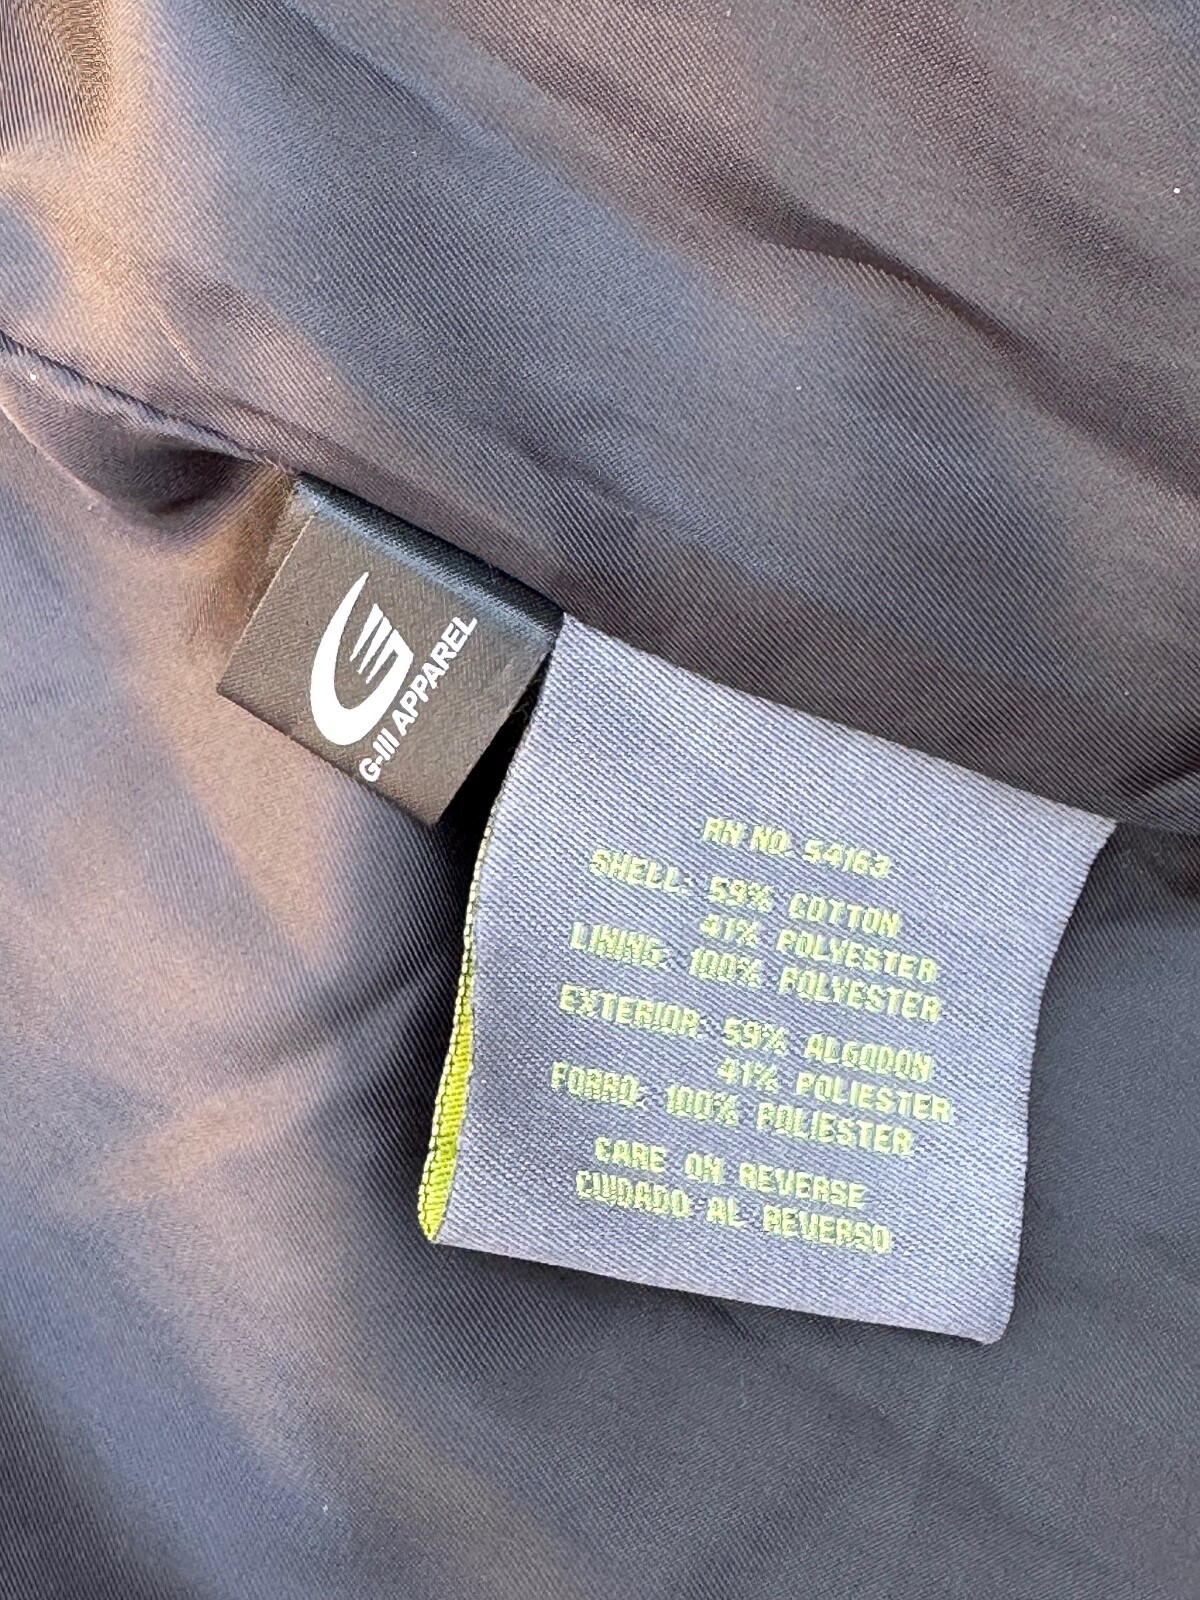 G-III APPAREL
RN NO 54163
SHELL: 59% COTTON
41% POLYESTER
LINING: 100% POLYESTER
EXTERIOR: 59% ALGODON
41% POLIESTER
FORRO: 100% POLIESTER
CARE ON REVERSE
CUIDADO AL REVERSO